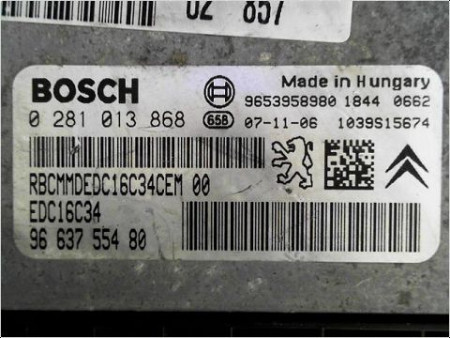 02 857
BOSCH
Made in Hungary
9653958980 1844 0662
0 281 013 868 658 07-11-06 1039S15674
RBCMMDEDC16C34CEM 00
EDC16C34
96 637 554 80